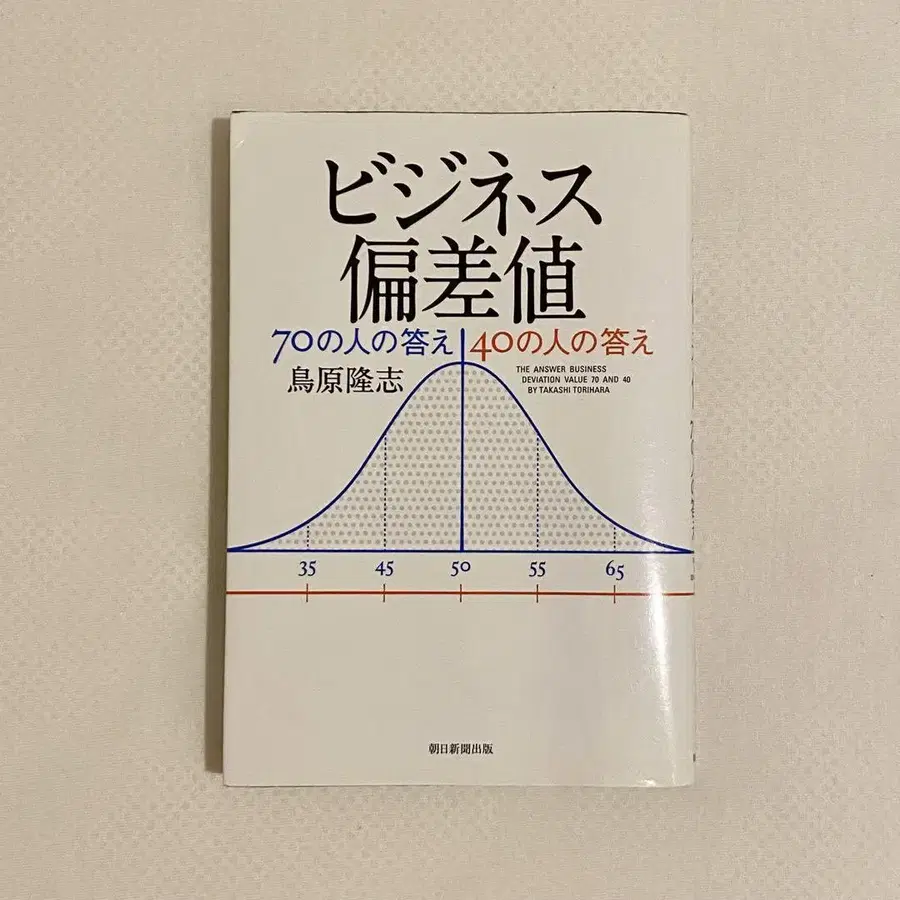 ビジネス
偏差値
70の人の答え 40の人の答え
鳥原隆志
THE ANSWER BUSINESS
DEVIATION VALUE 70 AND 40
BY TAKASHI TORIHARA
35 45 50 55 65
朝日新聞出版